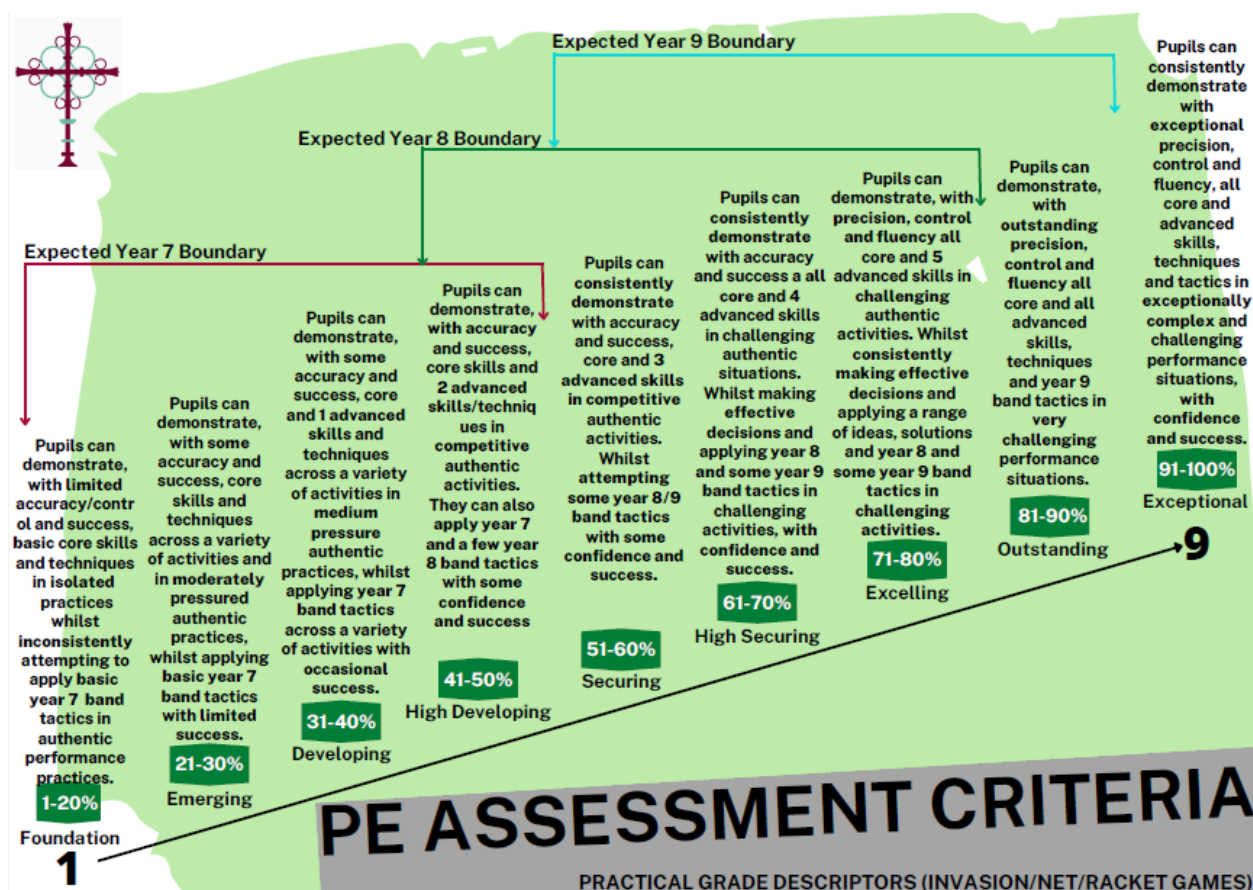 Expected Year 9 Boundary
Expected Year 8 Boundary
Expected Year 7 Boundary
Pupils can
demonstrate,
with limited
accuracy/contr
ol and success,
basic core skills
and techniques
in isolated
practices
whilst
inconsistently
attempting to
apply basic
year 7 band
tactics in
authentic
performance
practices.
1-20%
Foundation
1
Pupils can
demonstrate,
with some
accuracy and
success, core
skills and
techniques
across a variety
of activities and
in moderately
pressured
authentic
practices,
whilst applying
basic year 7
band tactics
with limited
success.
21-30%
Emerging
Pupils can
demonstrate,
with some
accuracy and
success, core
and 1 advanced
skills and
techniques
across a variety
of activities in
medium
pressure
authentic
practices, whilst
applying year 7
band tactics
across a variety
of activities with
occasional
success.
31-40%
Developing
Pupils can
demonstrate,
with accuracy
and success,
core skills and
2 advanced
skills/techniq
ues in
competitive
authentic
activities.
They can also
apply year 7
and a few year
8 band tactics
with some
confidence
and success
41-50%
High Developing
Pupils can
consistently
demonstrate
with accuracy
and success,
core and 3
advanced skills
in competitive
authentic
activities.
Whilst
attempting
some year 8/9
band tactics
with some
confidence and
success.
51-60%
Securing
Pupils can
consistently
demonstrate
with accuracy
and success a all
core and 4
advanced skills
in challenging
authentic
situations.
Whilst making
effective
decisions and
applying year 8
and some year 9
band tactics in
challenging
activities, with
confidence and
success.
61-70%
High Securing
Pupils can
demonstrate, with
precision, control
and fluency all
core and 5
advanced skills in
challenging
authentic
activities. Whilst
consistently
making effective
decisions and
applying a range
of ideas, solutions
and year 8 and
some year 9 band
tactics in
challenging
activities.
71-80%
Excelling
Pupils can
demonstrate,
with
outstanding
precision,
control and
fluency all
core and all
advanced
skills,
techniques
and year 9
band tactics in
very
challenging
performance
situations.
81-90%
Outstanding
Pupils can
consistently
demonstrate
with
exceptional
precision,
control and
fluency, all
core and
advanced
skills,
techniques
and tactics in
exceptionally
complex and
challenging
performance
situations,
with
confidence
and success.
91-100%
Exceptional
9
PE ASSESSMENT CRITERIA
PRACTICAL GRADE DESCRIPTORS (INVASION/NET/RACKET GAMES)